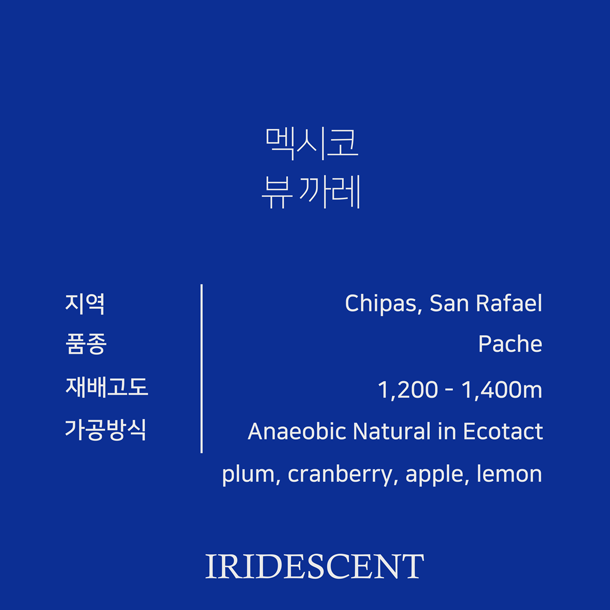 멕시코
뷰 까레
지역 Chipas, San Rafael
품종 Pache
재배고도 1,200 - 1,400m
가공방식 Anaeobic Natural in Ecotact
plum, cranberry, apple, lemon
IRIDESCENT